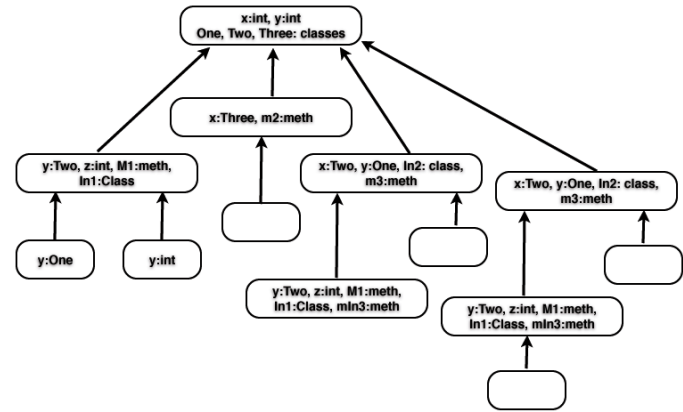 x:int, y:int
One, Two, Three: classes
x:Three, m2:meth
y:Two, z:int, M1:meth,
In1:Class
x:Two, y:One, In2: class,
m3:meth
x:Two, y:One, In2: class,
m3:meth
y:One
y:int
y:Two, z:int, M1:meth,
In1:Class, mIn3:meth
y:Two, z:int, M1:meth,
In1:Class, mIn3:meth